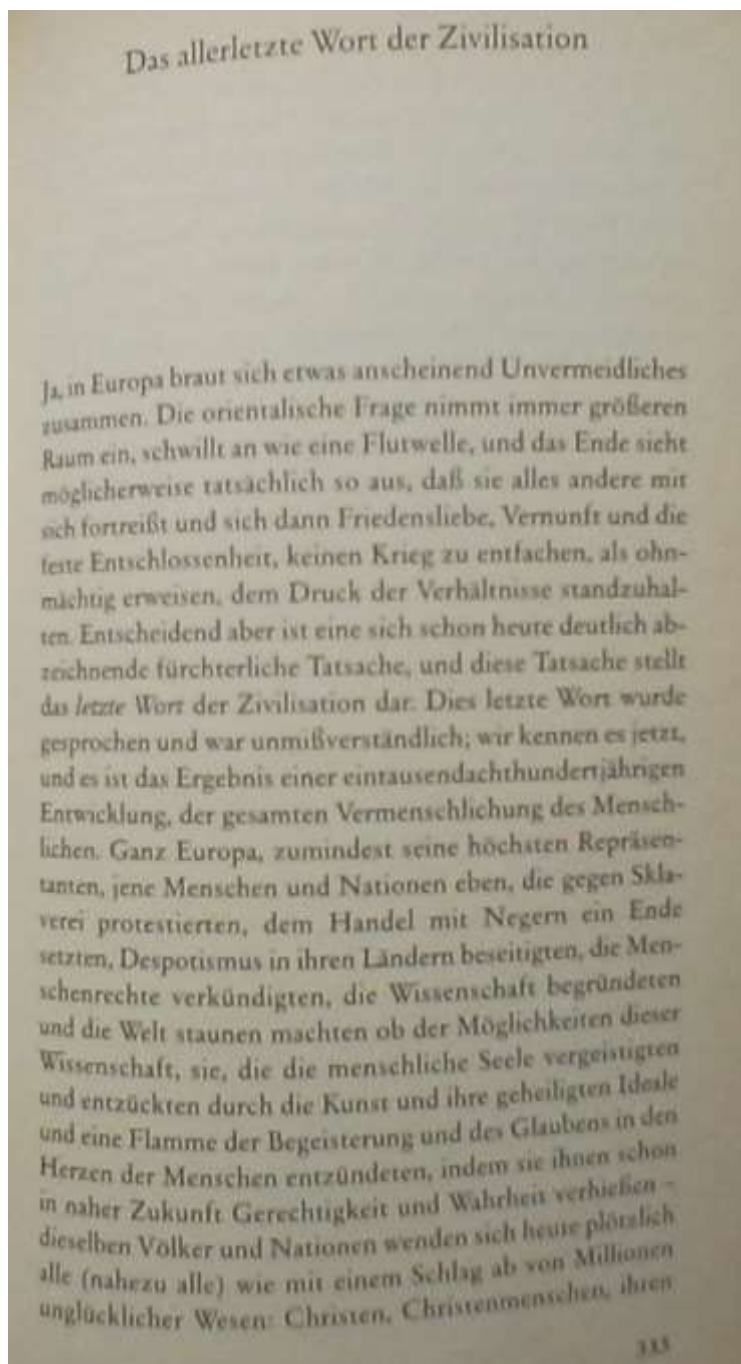 Das allerletzte Wort der Zivilisation
Ja, in Europa braut sich etwas anscheinend Unvermeidliches
zusammen. Die orientalische Frage nimmt immer größeren
Raum ein, schwillt an wie eine Flutwelle, und das Ende sieht
möglicherweise tatsächlich so aus, daß sie alles andere mit
sich fortreißt und sich dann Friedensliebe, Vernunft und die
feste Entschlossenheit, keinen Krieg zu entfachen, als ohn-
mächtig erweisen, dem Druck der Verhältnisse standzuhal-
ten. Entscheidend aber ist eine sich schon heute deutlich ab-
zeichnende fürchterliche Tatsache, und diese Tatsache stellt
das letzte Wort der Zivilisation dar. Dies letzte Wort wurde
gesprochen und war unmißverständlich; wir kennen es jetzt,
und es ist das Ergebnis einer eintausendachthundertjährigen
Entwicklung, der gesamten Vermenschlichung des Mensch-
lichen. Ganz Europa, zumindest seine höchsten Repräsen-
tanten, jene Menschen und Nationen eben, die gegen Skla-
verei protestierten, dem Handel mit Negern ein Ende
setzten, Despotismus in ihren Ländern beseitigten, die Men-
schenrechte verkündigten, die Wissenschaft begründeten
und die Welt staunen machten ob der Möglichkeiten dieser
Wissenschaft, sie, die die menschliche Seele vergeistigten
und entzückten durch die Kunst und ihre geheiligten Ideale
und eine Flamme der Begeisterung und des Glaubens in den
Herzen der Menschen entzündeten, indem sie ihnen schon
in naher Zukunft Gerechtigkeit und Wahrheit verhießen –
dieselben Völker und Nationen wenden sich heute plötzlich
alle (nahezu alle) wie mit einem Schlag ab von Millionen
unglücklicher Wesen: Christen, Christenmenschen, ihren